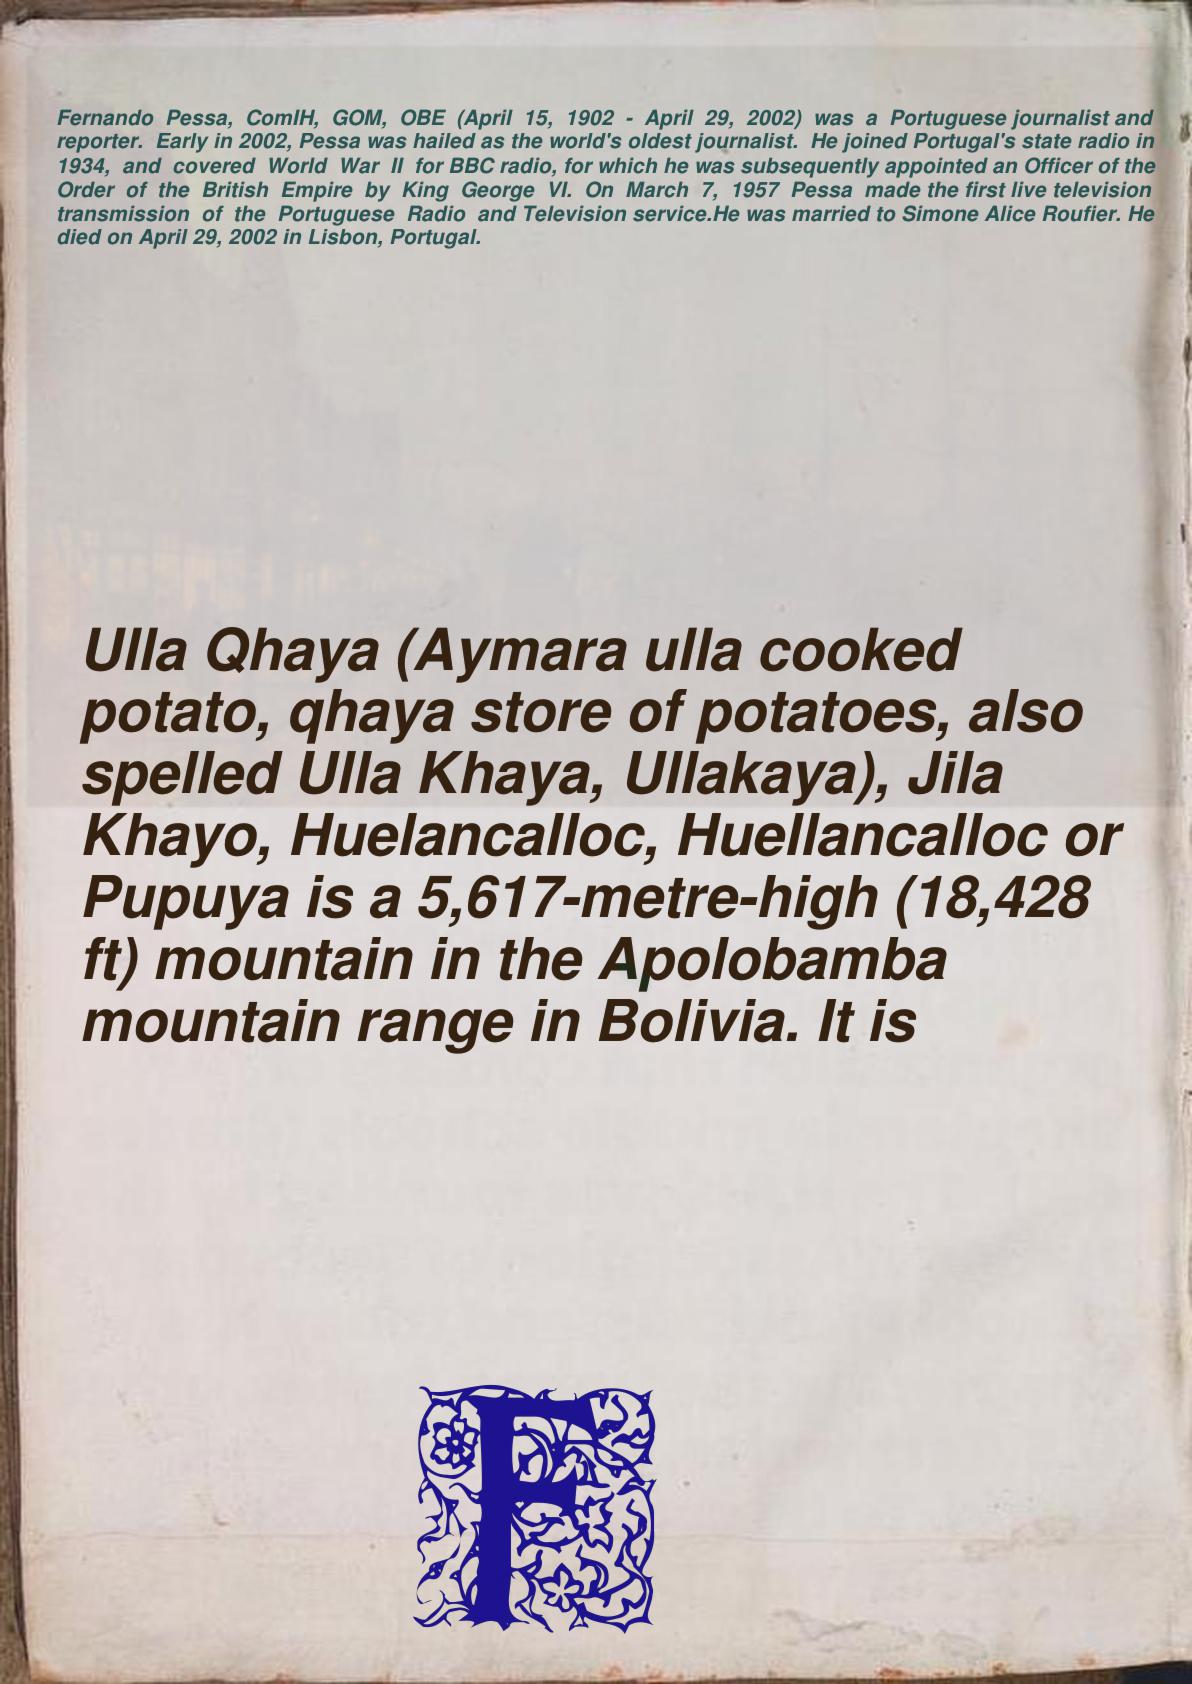 Fernando Pessa, ComIH, GOM, OBE (April 15, 1902 - April 29, 2002) was a Portuguese journalist and
reporter. Early in 2002, Pessa was hailed as the world's oldest journalist. He joined Portugal's state radio in
1934, and covered World War II for BBC radio, for which he was subsequently appointed an Officer of the
Order of the British Empire by King George VI. On March 7, 1957 Pessa made the first live television
transmission of the Portuguese Radio and Television service.He was married to Simone Alice Roufier. He
died on April 29, 2002 in Lisbon, Portugal.
Ulla Qhaya (Aymara ulla cooked
potato, qhaya store of potatoes, also
spelled Ulla Khaya, Ullakaya), Jila
Khayo, Huelancalloc, Huellancalloc or
Pupuya is a 5,617-metre-high (18,428
ft) mountain in the Apolobamba
mountain range in Bolivia. It is
F